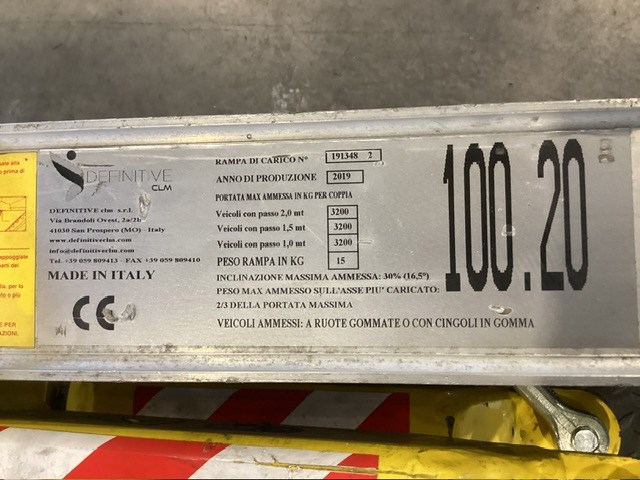 DEFINITIVE
CLM
DEFINITIVE clm s.r.l.
Via Brandoli Ovest, 2a/2b
41030 San Prospero (MO) - Italy
www.definitiveclm.com
info@definitiveclm.com
Tel. +39 059 809413 - FAX +39 059 809410
MADE IN ITALY
CE
RAMPA DI CARICO N° 191348 2
ANNO DI PRODUZIONE 2019
PORTATA MAX AMMESSA IN KG PER COPPIA
Veicoli con passo 2,0 mt 3200
Veicoli con passo 1,5 mt 3200
Veicoli con passo 1,0 mt 3200
PESO RAMPA IN KG 15
INCLINAZIONE MASSIMA AMMESSA: 30% (16,5°)
PESO MAX AMMESSO SULL'ASSE PIU' CARICATO:
2/3 DELLA PORTATA MASSIMA
VEICOLI AMMESSI: A RUOTE GOMMATE O CON CINGOLI IN GOMMA
100.20